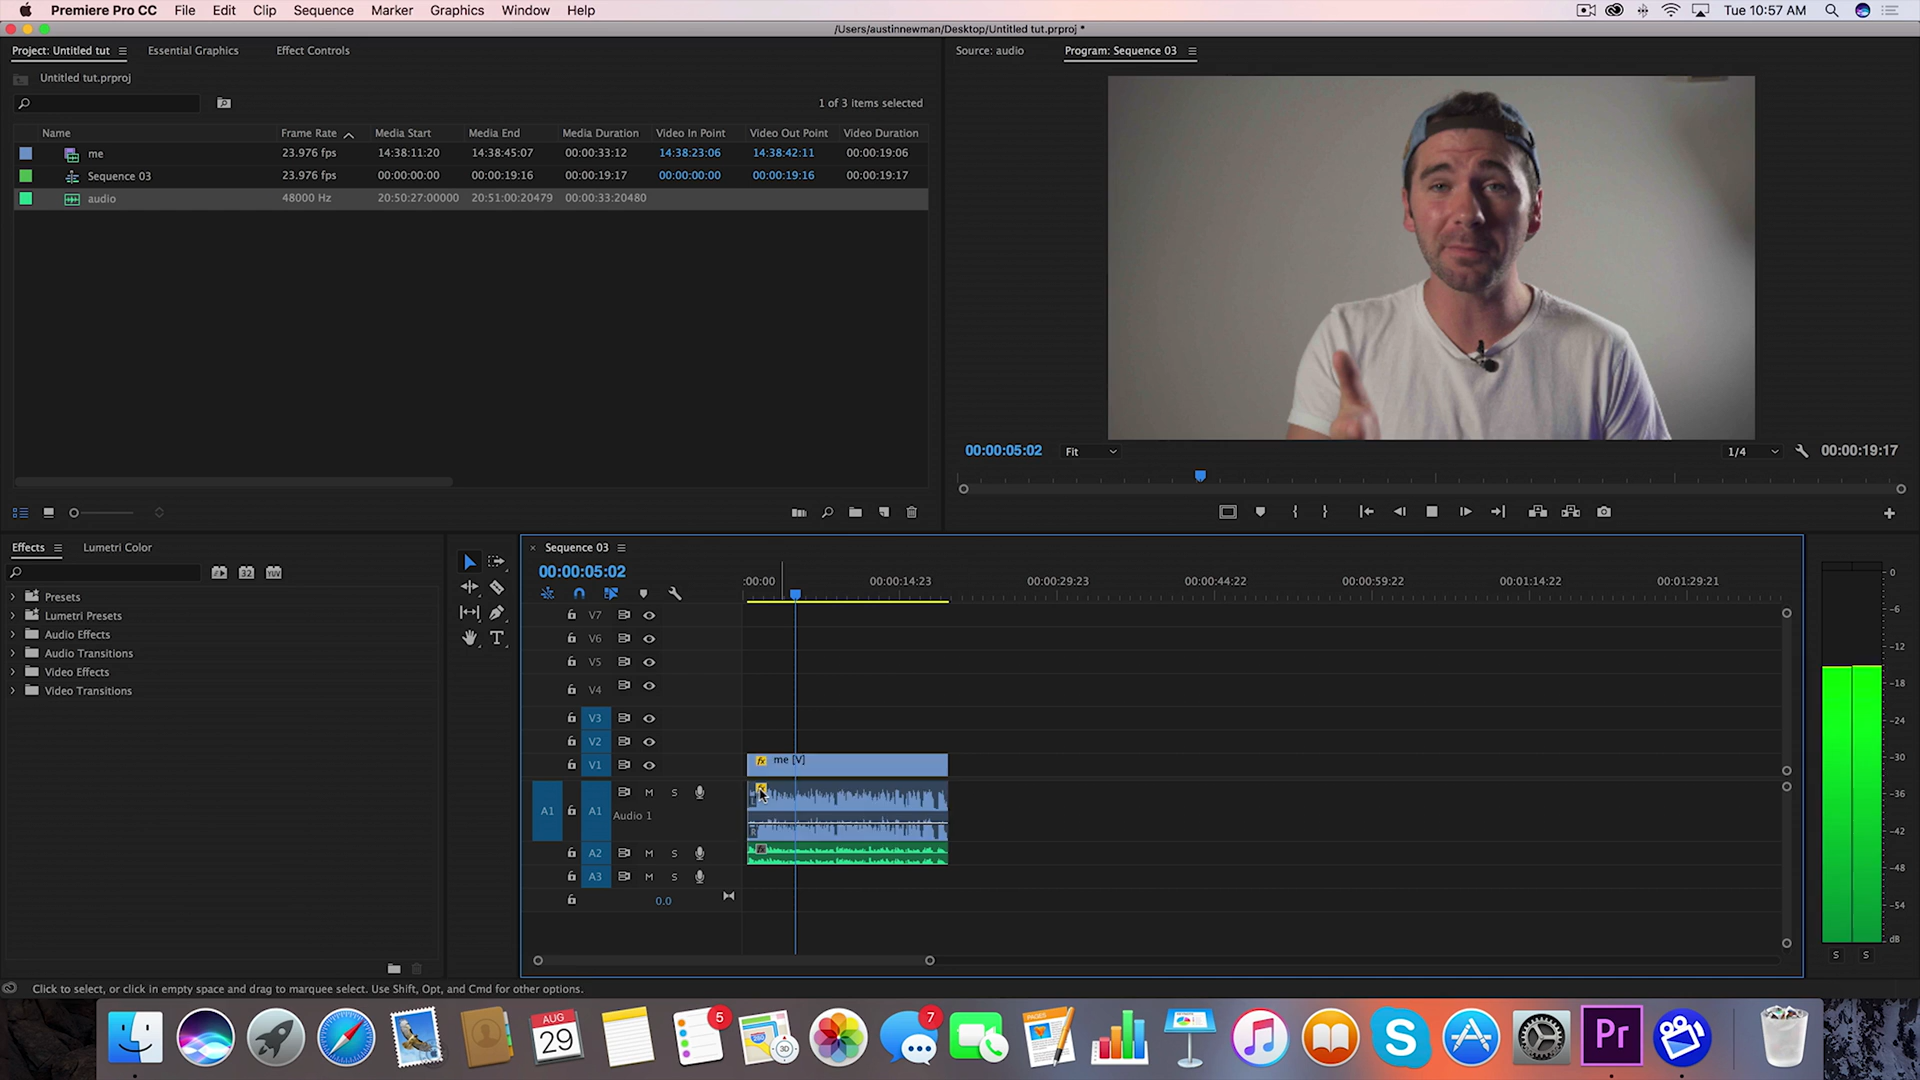 Premiere Pro CC File Edit Clip Sequence Marker Graphics Window Help Tue 10:57 AM
/Users/austinnewman/Desktop/Untitled tut.prproj *
Project: Untitled tut Essential Graphics Effect Controls
Source: audio Program: Sequence 03
Untitled tut.prproj
1 of 3 items selected
Name Frame Rate Media Start Media End Media Duration Video In Point Video Out Point Video Duration
me 23.976 fps 14:38:11:20 14:38:45:07 00:00:33:12 14:38:23:06 14:38:42:11 00:00:19:06
Sequence 03 23.976 fps 00:00:00:00 00:00:19:16 00:00:19:17 00:00:00:00 00:00:19:16 00:00:19:17
audio 48000 Hz 20:50:27:00000 20:51:00:20479 00:00:33:20480
00:00:05:02 Fit 1/4 00:00:19:17
Effects Lumetri Color
32 YUV
Presets
Lumetri Presets
Audio Effects
Audio Transitions
Video Effects
Video Transitions
T
× Sequence 03
00:00:05:02
:00:00 00:00:14:23 00:00:29:23 00:00:44:22 00:00:59:22 00:01:14:22 00:01:29:21
V7
V6
V5
V4
V3
V2
V1 fx me [V]
A1 A1 M S
Audio 1
L
R
A2 M S fx
A3 M S
0.0
0
-6
-12
-18
-24
-30
-36
-42
-48
-54
dB
S S
Click to select, or click in empty space and drag to marquee select. Use Shift, Opt, and Cmd for other options.
AUG
29
5
3D
7
PAGES
S
Pr